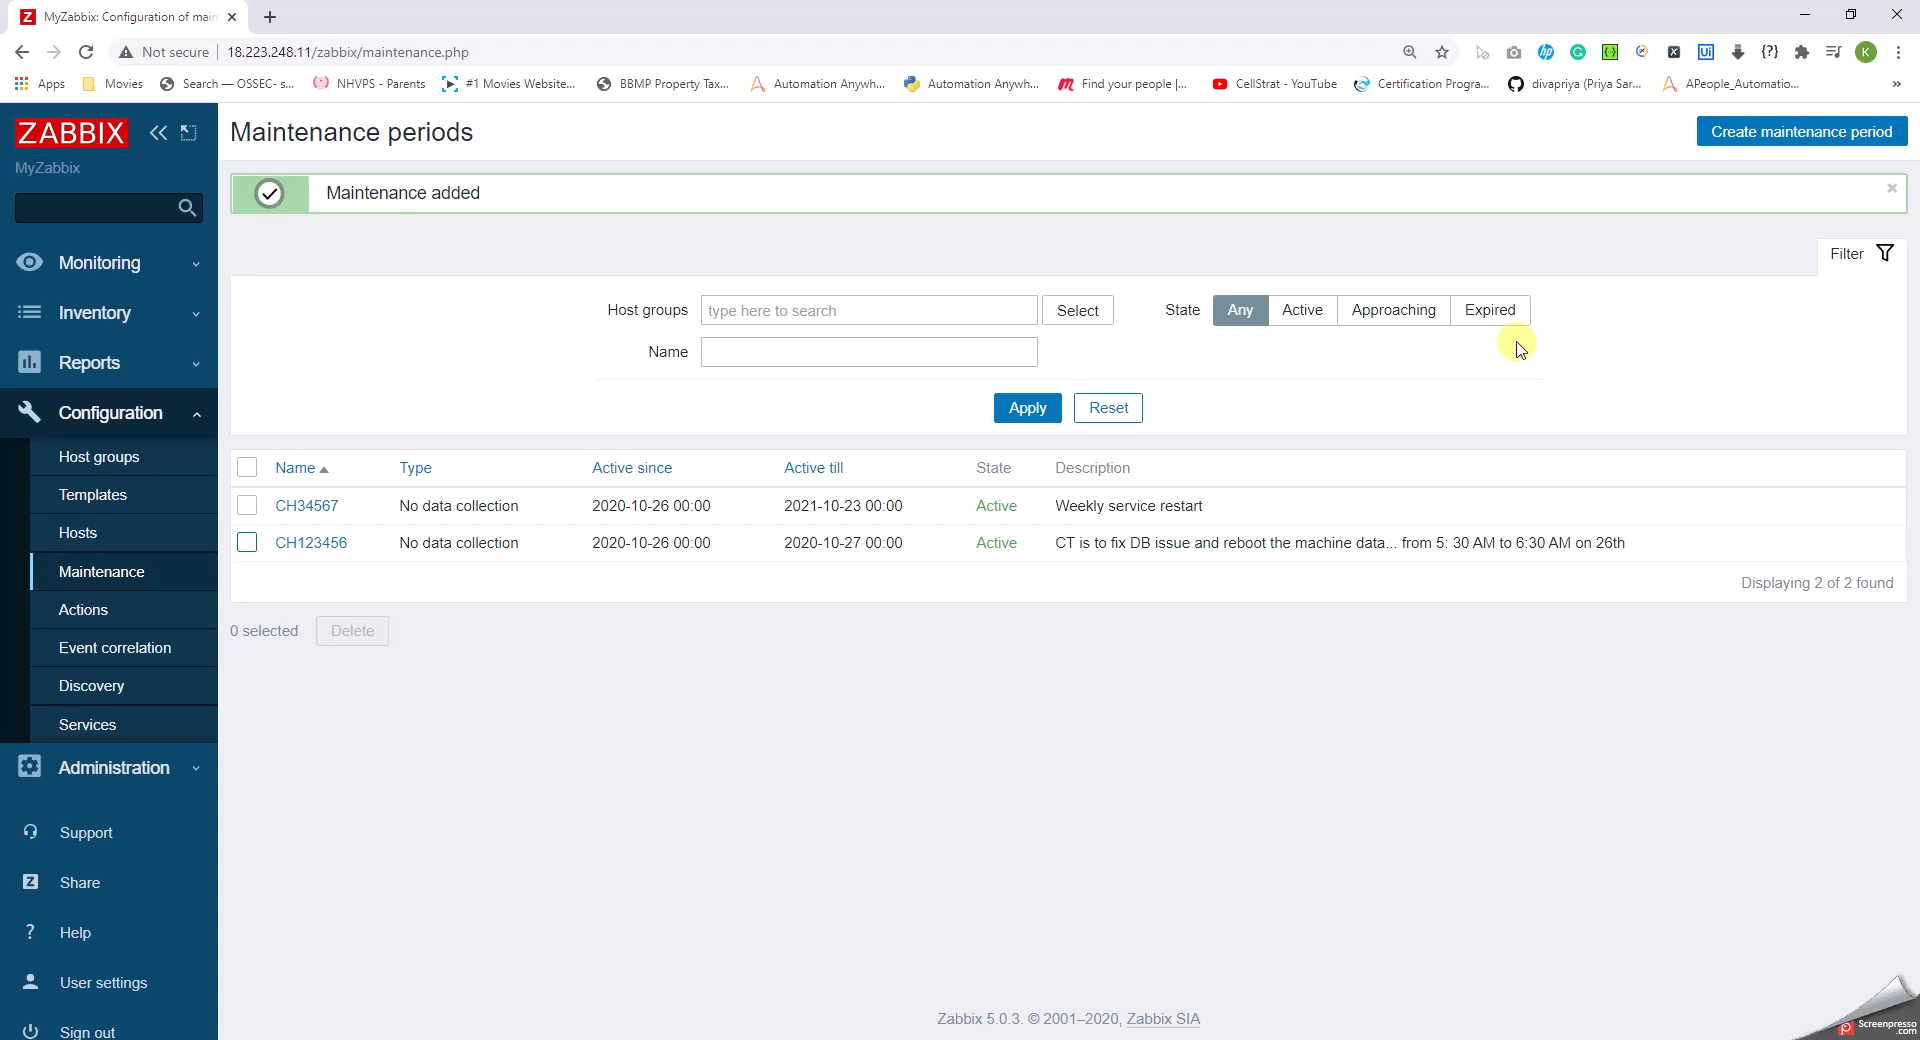 MyZabbix: Configuration of main
Not secure 18.223.248.11/zabbix/maintenance.php
K
Apps Movies Search — OSSEC- s... NHVPS - Parents #1 Movies Website... BBMP Property Tax... Automation Anywh... Automation Anywh... Find your people |... CellStrat - YouTube Certification Progra... divapriya (Priya Sar... APeople_Automatio... »
ZABBIX
MyZabbix
Monitoring
Inventory
Reports
Configuration
Host groups
Templates
Hosts
Maintenance
Actions
Event correlation
Discovery
Services
Administration
Support
Share
Help
User settings
Sign out
Maintenance periods
Create maintenance period
Maintenance added
Filter
Host groups type here to search Select State Any Active Approaching Expired
Name
Apply Reset
Name Type Active since Active till State Description
CH34567 No data collection 2020-10-26 00:00 2021-10-23 00:00 Active Weekly service restart
CH123456 No data collection 2020-10-26 00:00 2020-10-27 00:00 Active CT is to fix DB issue and reboot the machine data... from 5: 30 AM to 6:30 AM on 26th
Displaying 2 of 2 found
0 selected Delete
Zabbix 5.0.3. © 2001–2020, Zabbix SIA
Screenpresso
.com